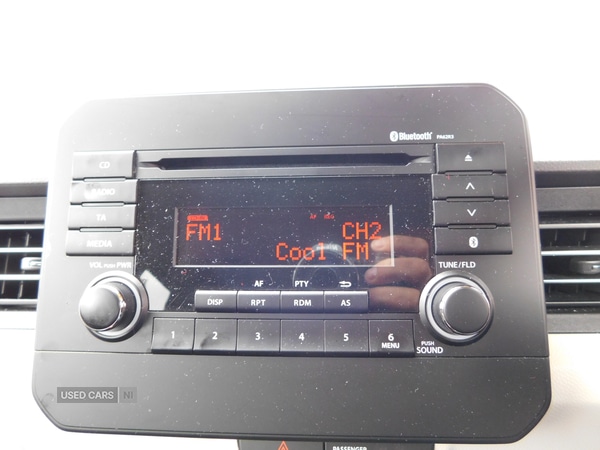 Bluetooth
CD
RADIO
TA
MEDIA
FM1 CH2
Cool FM
VOL PUSH PWR
TUNE/FLD
AF PTY
DISP RPT RDM AS
1 2 3 4 5 6
MENU
PUSH
SOUND
USED CARS NI
PASSENGER